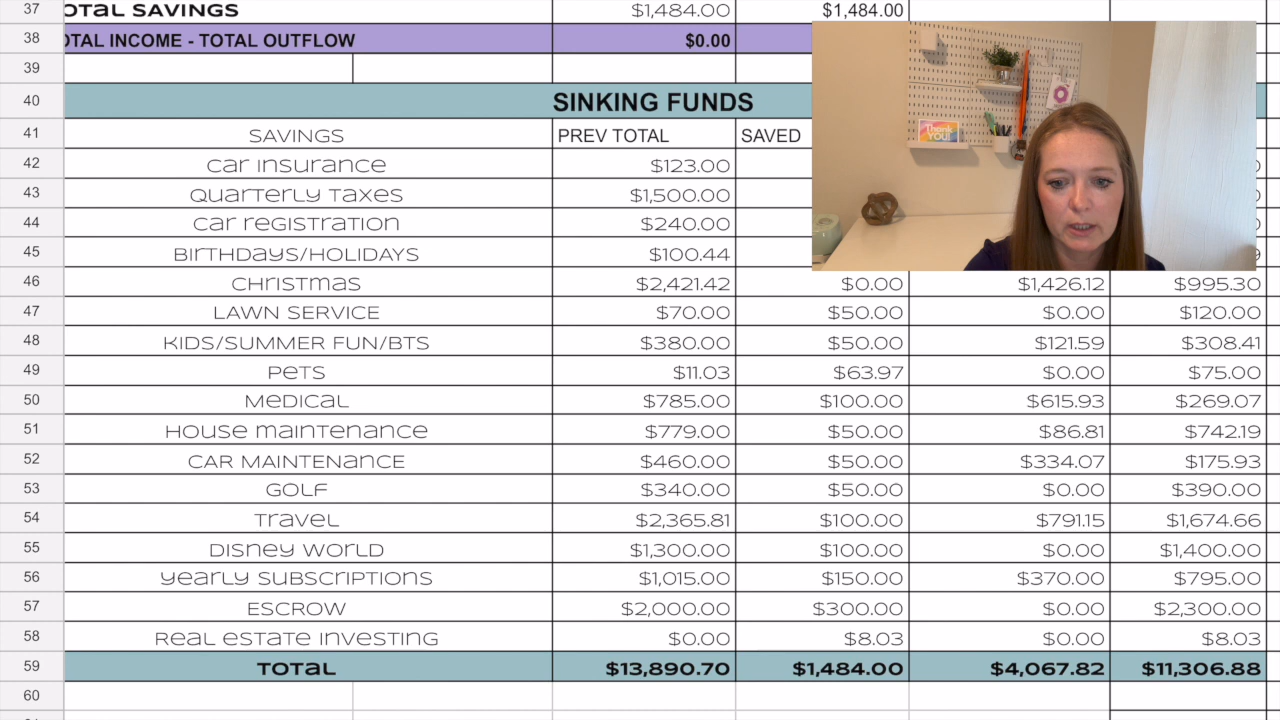 37 OTAL SAVINGS $1,484.00 $1,484.00
38 OTAL INCOME - TOTAL OUTFLOW $0.00
39
40 SINKING FUNDS
41 SAVINGS PREV TOTAL SAVED
42 Car Insurance $123.00
43 Quarterly Taxes $1,500.00
44 Car Registration $240.00
45 Birthdays/Holidays $100.44
46 Christmas $2,421.42 $0.00 $1,426.12 $995.30
47 LAWN SERVICE $70.00 $50.00 $0.00 $120.00
48 KIDS/SUMMER FUN/BTS $380.00 $50.00 $121.59 $308.41
49 Pets $11.03 $63.97 $0.00 $75.00
50 Medical $785.00 $100.00 $615.93 $269.07
51 House Maintenance $779.00 $50.00 $86.81 $742.19
52 CAR MAINTENance $460.00 $50.00 $334.07 $175.93
53 Golf $340.00 $50.00 $0.00 $390.00
54 Travel $2,365.81 $100.00 $791.15 $1,674.66
55 Disney World $1,300.00 $100.00 $0.00 $1,400.00
56 Yearly Subscriptions $1,015.00 $150.00 $370.00 $795.00
57 ESCROW $2,000.00 $300.00 $0.00 $2,300.00
58 Real Estate Investing $0.00 $8.03 $0.00 $8.03
59 Total $13,890.70 $1,484.00 $4,067.82 $11,306.88
60
Thank YOU!